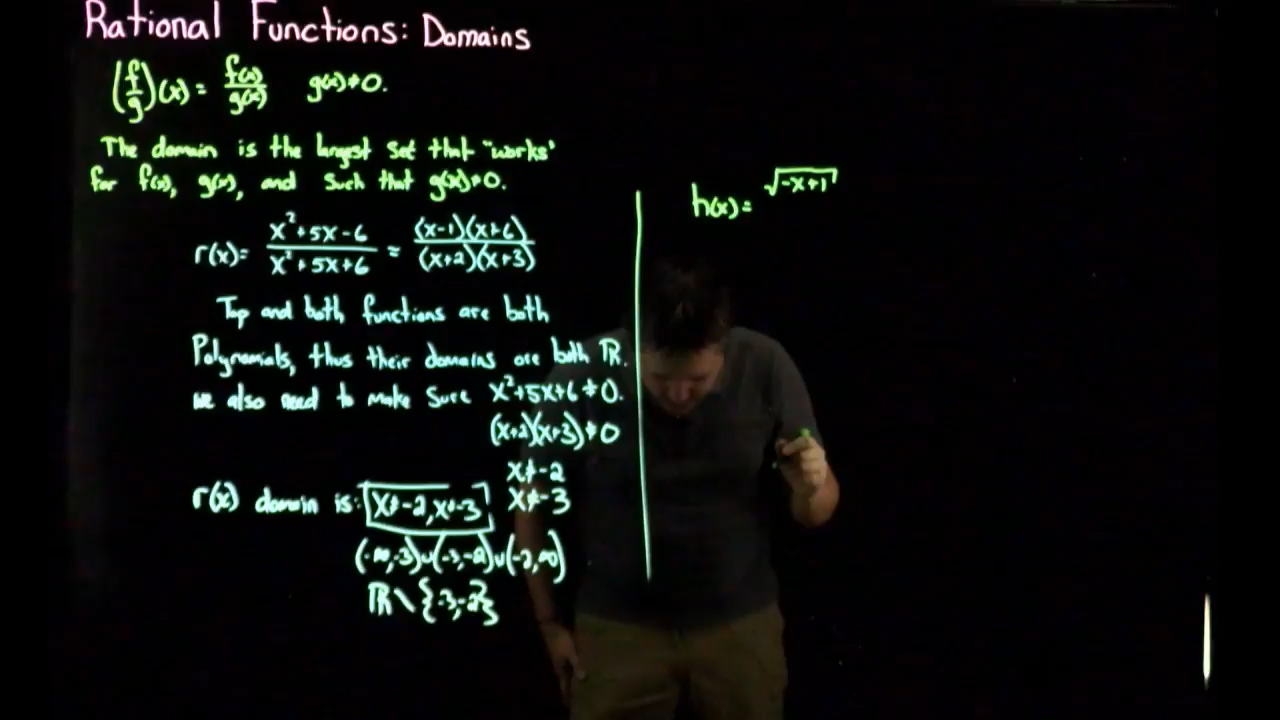 Rational Functions: Domains
(f/g)(x) = f(x)/g(x) g(x)≠0.
The domain is the largest set that "works"
for f(x), g(x), and such that g(x)≠0.
r(x)= (x²+5x-6)/(x²+5x+6) = ((x-1)(x+6))/((x+2)(x+3))
Top and both functions are both
Polynomials, thus their domains are both ℝ.
we also need to make sure x²+5x+6≠0.
(x+2)(x+3)≠0
x≠-2
x≠-3
r(x) domain is: x≠-2, x≠-3
(-∞,-3)∪(-3,-2)∪(-2,∞)
ℝ\{-3,-2}
h(x)= √(-x+1)